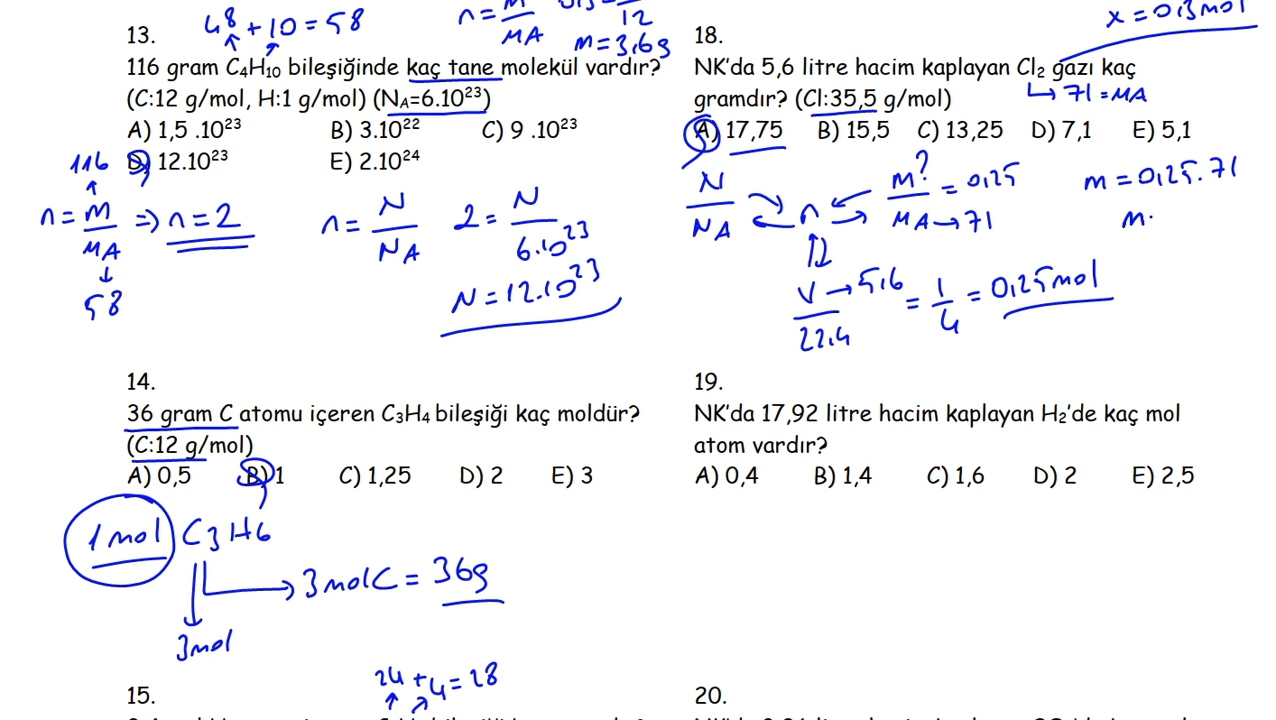 48 + 10 = 58
n = m/MA
12
m = 3,6g
13.
116 gram C₄H₁₀ bileşiğinde kaç tane molekül vardır?
(C:12 g/mol, H:1 g/mol) (NA=6.10²³)
A) 1,5 .10²³ B) 3.10²² C) 9 .10²³
D) 12.10²³ E) 2.10²⁴
116
n = m/MA ⇒ n = 2
58
n = N/NA
2 = N/6.10²³
N = 12.10²³
14.
36 gram C atomu içeren C₃H₄ bileşiği kaç moldür?
(C:12 g/mol)
A) 0,5 B) 1 C) 1,25 D) 2 E) 3
1 mol C3H6
3 mol C = 36g
3mol
24 + 4 = 28
15.
x = 0,3 mol
18.
NK’da 5,6 litre hacim kaplayan Cl₂ gazı kaç
gramdır? (Cl:35,5 g/mol)
71 = MA
A) 17,75 B) 15,5 C) 13,25 D) 7,1 E) 5,1
N/NA n m?/MA → 71 = 0,25
m = 0,25.71
m.
V → 5,6 / 22,4 = 1/4 = 0,25 mol
19.
NK’da 17,92 litre hacim kaplayan H₂’de kaç mol
atom vardır?
A) 0,4 B) 1,4 C) 1,6 D) 2 E) 2,5
20.